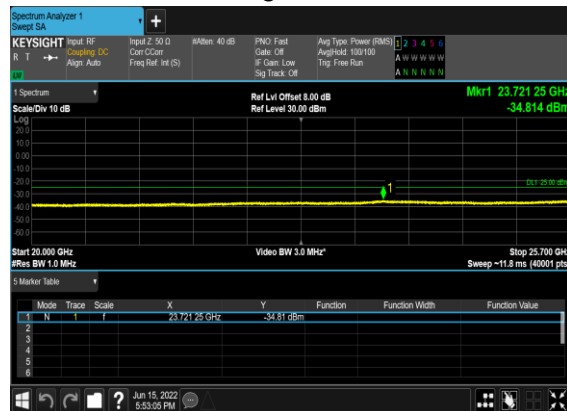 Spectrum Analyzer 1
Swept SA
+
KEYSIGHT Input: RF Input Z: 50 Ω #Atten: 40 dB PNO: Fast Avg Type: Power (RMS) 1 2 3 4 5 6
R T Coupling: DC Corr CCorr Gate: Off Avg|Hold: 100/100 A W W W W W
Align: Auto Freq Ref: Int (S) IF Gain: Low Trig: Free Run
Sig Track: Off A N N N N N
1 Spectrum Ref Lvl Offset 8.00 dB Mkr1 23.721 25 GHz
Scale/Div 10 dB Ref Level 30.00 dBm -34.814 dBm
Log
20.0
10.0
0.00
-10.0
-20.0
1
-30.0
-40.0
-50.0
-60.0
Start 20.000 GHz Video BW 3.0 MHz* Stop 25.700 GHz
#Res BW 1.0 MHz Sweep ~11.8 ms (40001 pts)
5 Marker Table
Mode Trace Scale X Y Function Function Width Function Value
1 N 1 f 23.721 25 GHz -34.81 dBm
2
3
4
5
6
? Jun 15, 2022
5:53:05 PM